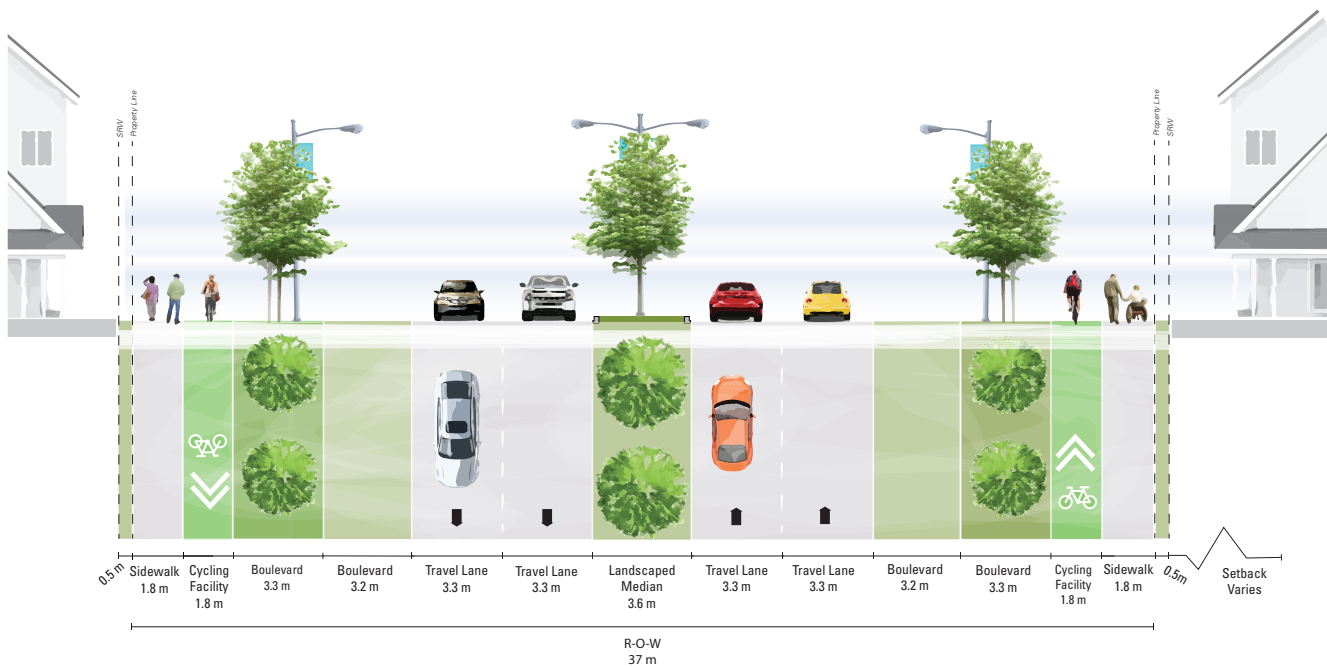 SRW
Property Line
Property Line
SRW
0.5 m
Sidewalk
1.8 m
Cycling
Facility
1.8 m
Boulevard
3.3 m
Boulevard
3.2 m
Travel Lane
3.3 m
Travel Lane
3.3 m
Landscaped
Median
3.6 m
Travel Lane
3.3 m
Travel Lane
3.3 m
Boulevard
3.2 m
Boulevard
3.3 m
Cycling
Facility
1.8 m
Sidewalk
1.8 m
0.5m
Setback
Varies
R-O-W
37 m